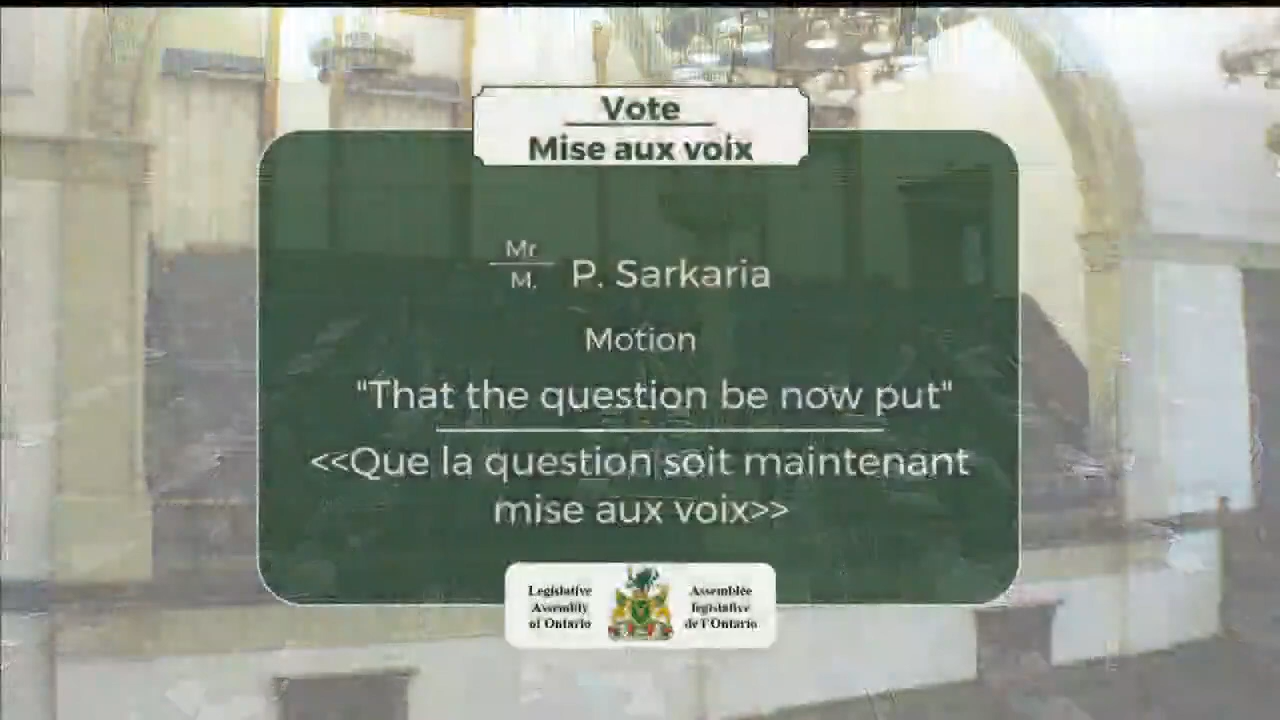 Vote
Mise aux voix
Mr
M.
P. Sarkaria
Motion
"That the question be now put"
<<Que la question soit maintenant
mise aux voix>>
Legislative
Assembly
of Ontario
Assemblée
législative
de l'Ontario